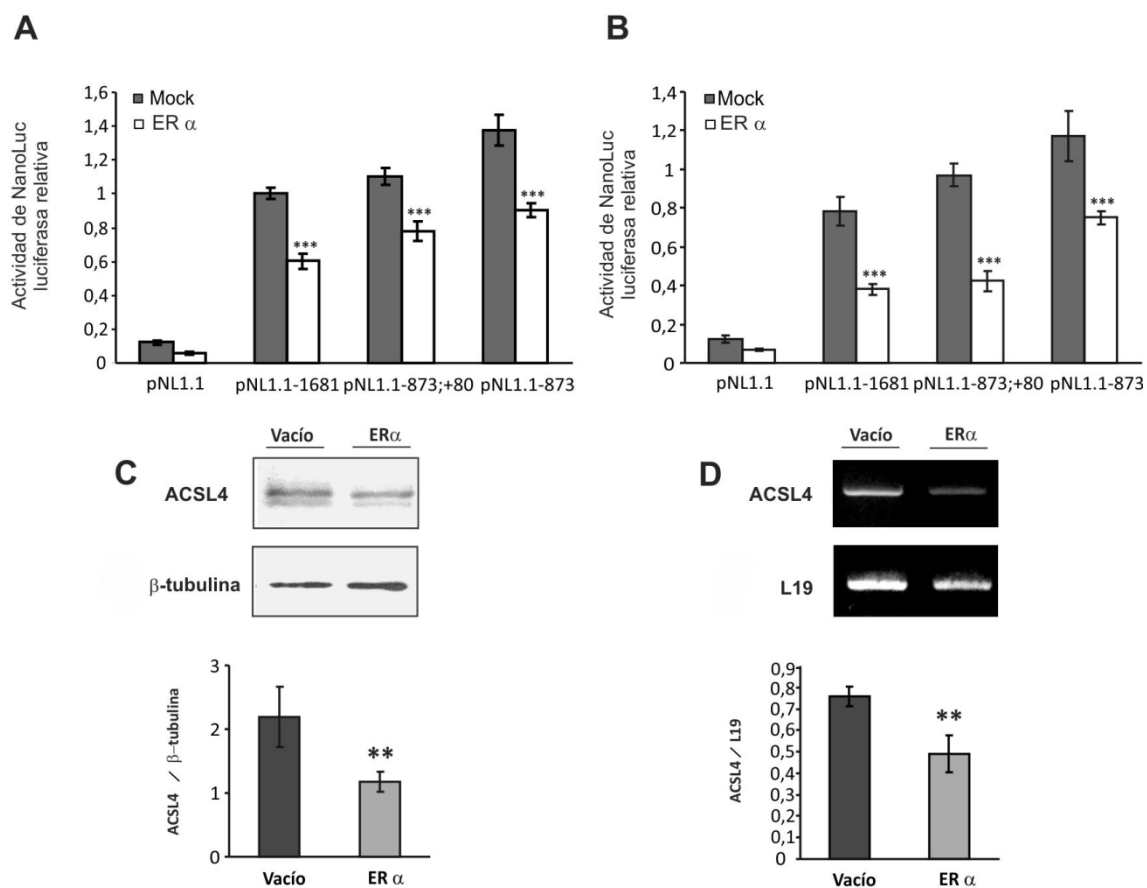 A
Actividad de NanoLuc
luciferasa relativa
1,6
1,4
1,2
1
0,8
0,6
0,4
0,2
0
Mock
ER α
***
***
***
pNL1.1
pNL1.1-1681
pNL1.1-873;+80
pNL1.1-873
B
Actividad de NanoLuc
luciferasa relativa
1,4
1,2
1
0,8
0,6
0,4
0,2
0
Mock
ER α
***
***
***
pNL1.1
pNL1.1-1681
pNL1.1-873;+80
pNL1.1-873
C
Vacío
ERα
ACSL4
β-tubulina
ACSL4 / β-tubulina
3
2
1
0
**
Vacío
ER α
D
Vacío
ERα
ACSL4
L19
ACSL4 / L19
0,9
0,8
0,7
0,6
0,5
0,4
0,3
0,2
0,1
0
**
Vacío
ER α